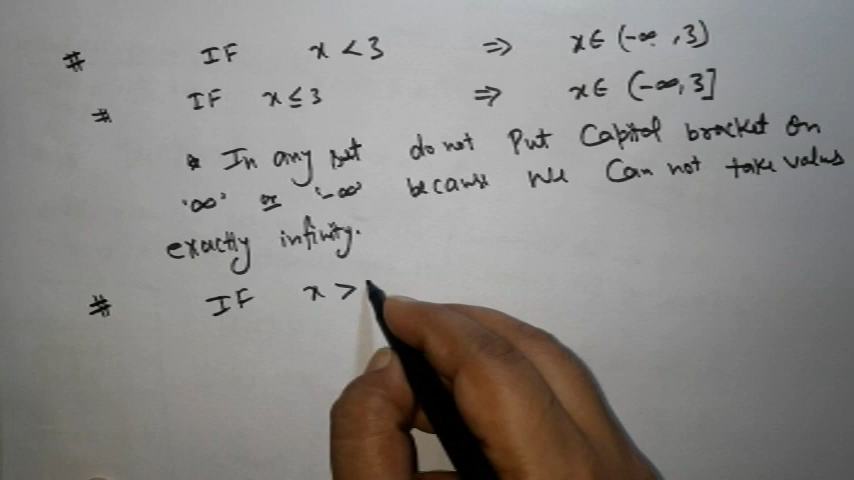 # IF x < 3 ⇒ x ∈ (-∞, 3)
# IF x ≤ 3 ⇒ x ∈ (-∞, 3]
* In any set do not Put Capital bracket on
'∞' or '-∞' because we Can not take values
exactly infinity.
# IF x >